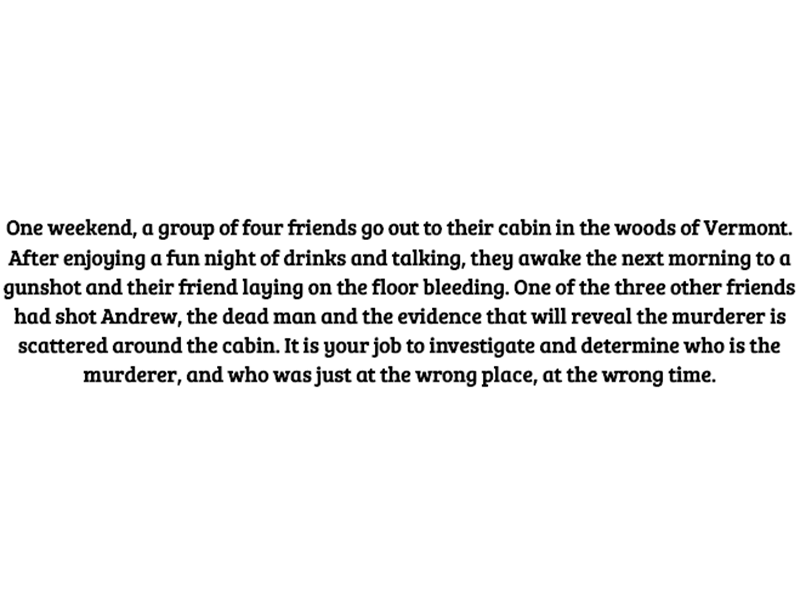 One weekend, a group of four friends go out to their cabin in the woods of Vermont.
After enjoying a fun night of drinks and talking, they awake the next morning to a
gunshot and their friend laying on the floor bleeding. One of the three other friends
had shot Andrew, the dead man and the evidence that will reveal the murderer is
scattered around the cabin. It is your job to investigate and determine who is the
murderer, and who was just at the wrong place, at the wrong time.